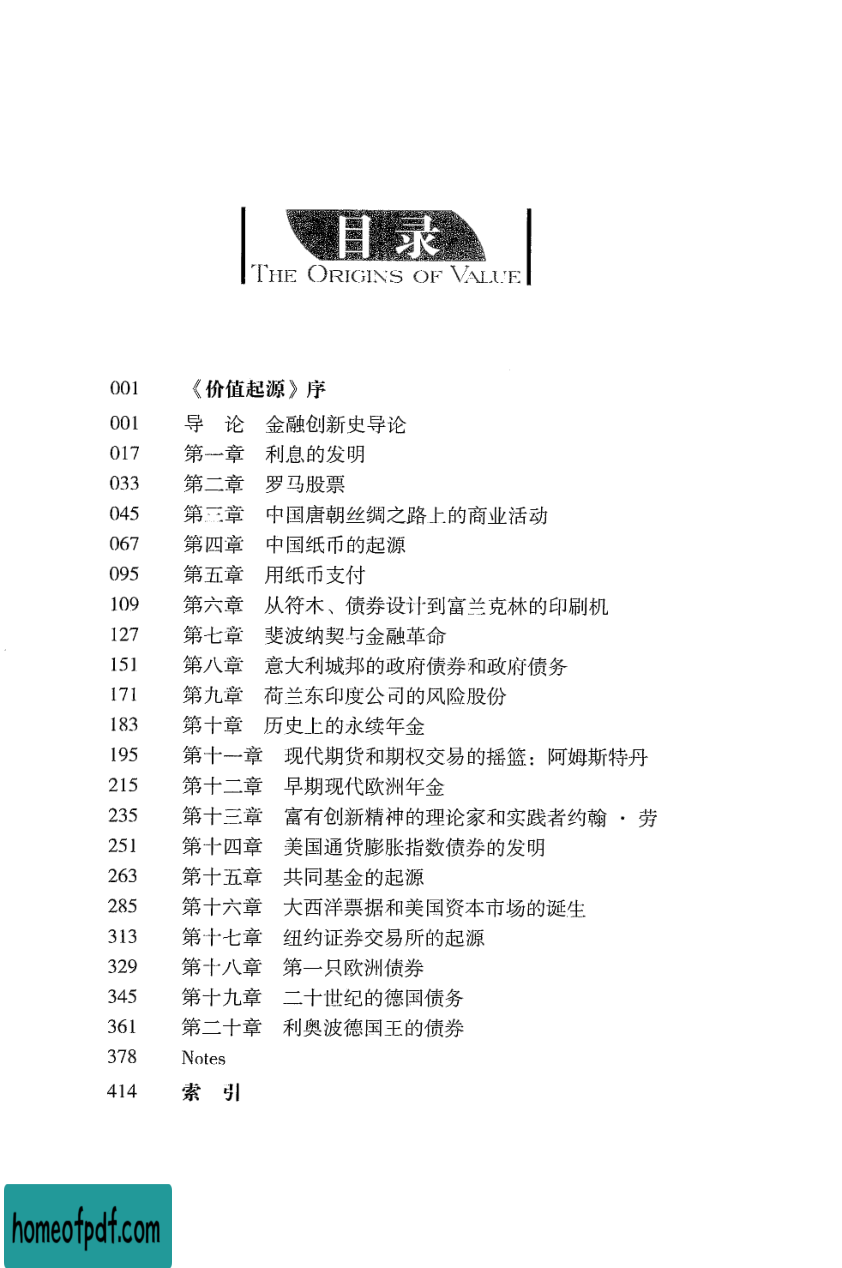 目录
THE ORIGINS OF VALUE
001 《价值起源》序
001 导 论 金融创新史导论
017 第一章 利息的发明
033 第二章 罗马股票
045 第三章 中国唐朝丝绸之路上的商业活动
067 第四章 中国纸币的起源
095 第五章 用纸币支付
109 第六章 从符木、债券设计到富兰克林的印刷机
127 第七章 斐波纳契与金融革命
151 第八章 意大利城邦的政府债券和政府债务
171 第九章 荷兰东印度公司的风险股份
183 第十章 历史上的永续年金
195 第十一章 现代期货和期权交易的摇篮：阿姆斯特丹
215 第十二章 早期现代欧洲年金
235 第十三章 富有创新精神的理论家和实践者约翰·劳
251 第十四章 美国通货膨胀指数债券的发明
263 第十五章 共同基金的起源
285 第十六章 大西洋票据和美国资本市场的诞生
313 第十七章 纽约证券交易所的起源
329 第十八章 第一只欧洲债券
345 第十九章 二十世纪的德国债务
361 第二十章 利奥波德国王的债券
378 Notes
414 索 引
homeofpdf.com